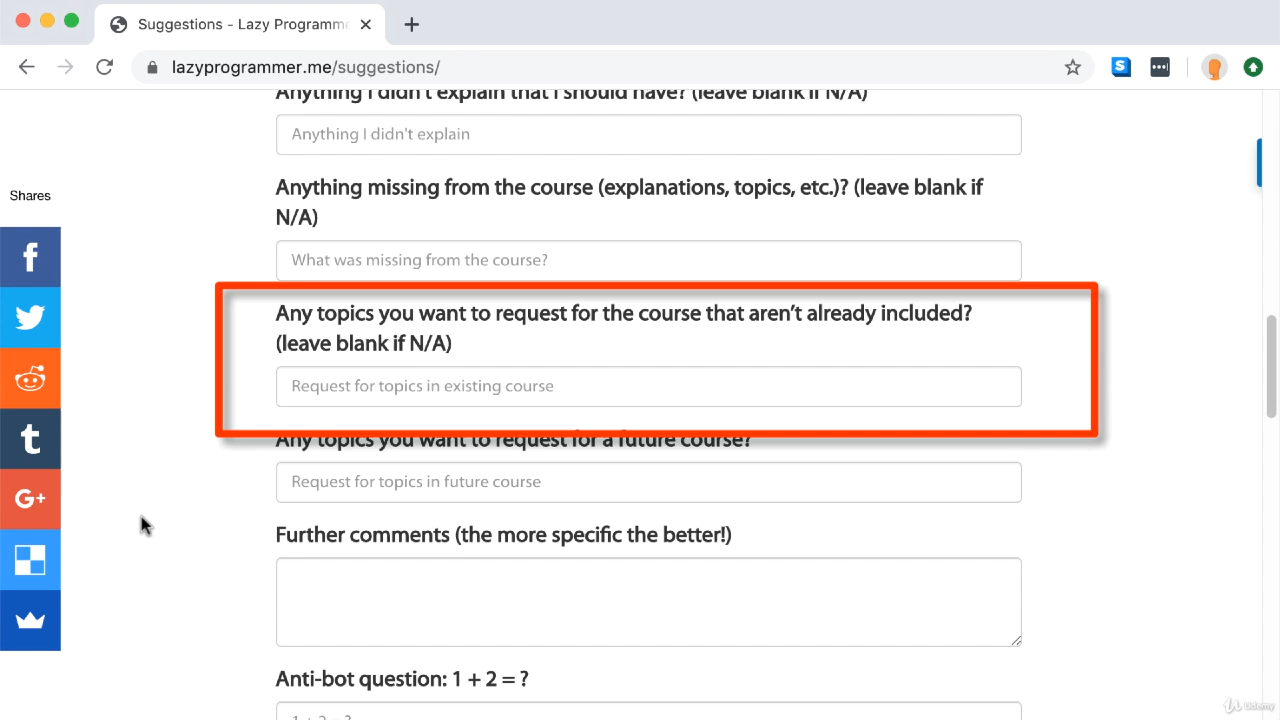 Suggestions - Lazy Programme
lazyprogrammer.me/suggestions/
Anything I didn't explain that I should have? (leave blank if N/A)
Anything I didn't explain
Anything missing from the course (explanations, topics, etc.)? (leave blank if
N/A)
What was missing from the course?
Shares
Any topics you want to request for the course that aren't already included?
(leave blank if N/A)
Request for topics in existing course
Any topics you want to request for a future course?
Request for topics in future course
Further comments (the more specific the better!)
Anti-bot question: 1 + 2 = ?
1 + 2 = ?
Udemy